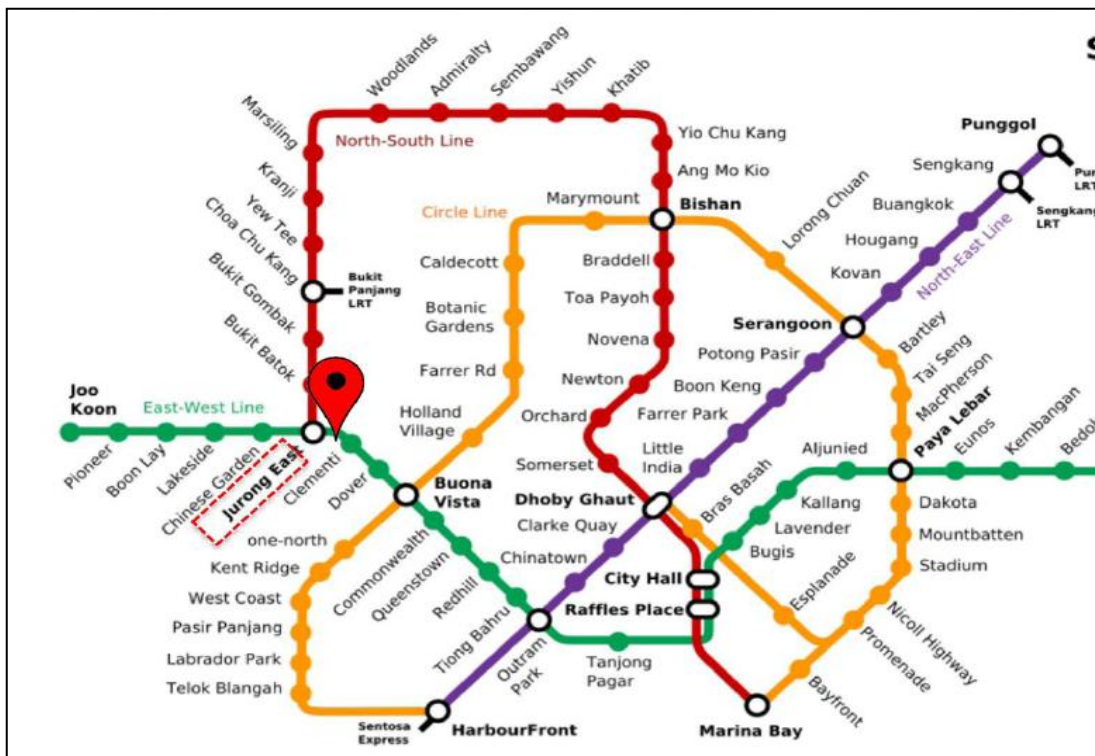 S
Woodlands
Admiralty
Sembawang
Yishun
Khatib
Marsiling
North-South Line
Yio Chu Kang
Punggol
Kranji
Ang Mo Kio
Sengkang
Pun
LRT
Yew Tee
Marymount
Bishan
Lorong Chuan
Buangkok
Sengkang
LRT
Choa Chu Kang
Circle Line
Hougang
North-East Line
Bukit
Panjang
LRT
Caldecott
Braddell
Kovan
Bukit Gombak
Botanic
Gardens
Toa Payoh
Serangoon
Bukit Batok
Novena
Potong Pasir
Bartley
Farrer Rd
Newton
Boon Keng
Tai Seng
Joo
Koon
East-West Line
Holland
Village
Orchard
Farrer Park
MacPherson
Pioneer
Boon Lay
Lakeside
Chinese Garden
Jurong East
Clementi
Dover
Buona
Vista
Somerset
Little
India
Aljunied
Paya Lebar
Eunos
Kembangan
Bedok
Dhoby Ghaut
Bras Basah
Kallang
Dakota
one-north
Clarke Quay
Lavender
Mountbatten
Kent Ridge
Commonwealth
Chinatown
Bugis
Stadium
West Coast
Queenstown
City Hall
Esplanade
Nicoll Highway
Pasir Panjang
Redhill
Raffles Place
Promenade
Labrador Park
Tiong Bahru
Outram
Park
Tanjong
Pagar
Bayfront
Telok Blangah
Sentosa
Express
HarbourFront
Marina Bay